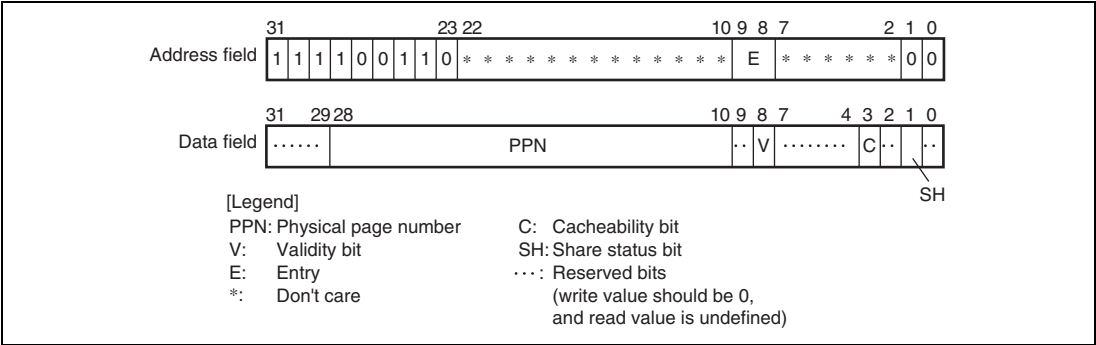 31 23 22 10 9 8 7 2 1 0
Address field 1 1 1 1 0 0 1 1 0 * * * * * * * * * * * * * E * * * * * * 0 0
31 29 28 10 9 8 7 4 3 2 1 0
Data field ······ PPN ·· V ········ C ·· ··
SH
[Legend]
PPN: Physical page number C: Cacheability bit
V: Validity bit SH: Share status bit
E: Entry ···: Reserved bits
*: Don't care (write value should be 0,
and read value is undefined)